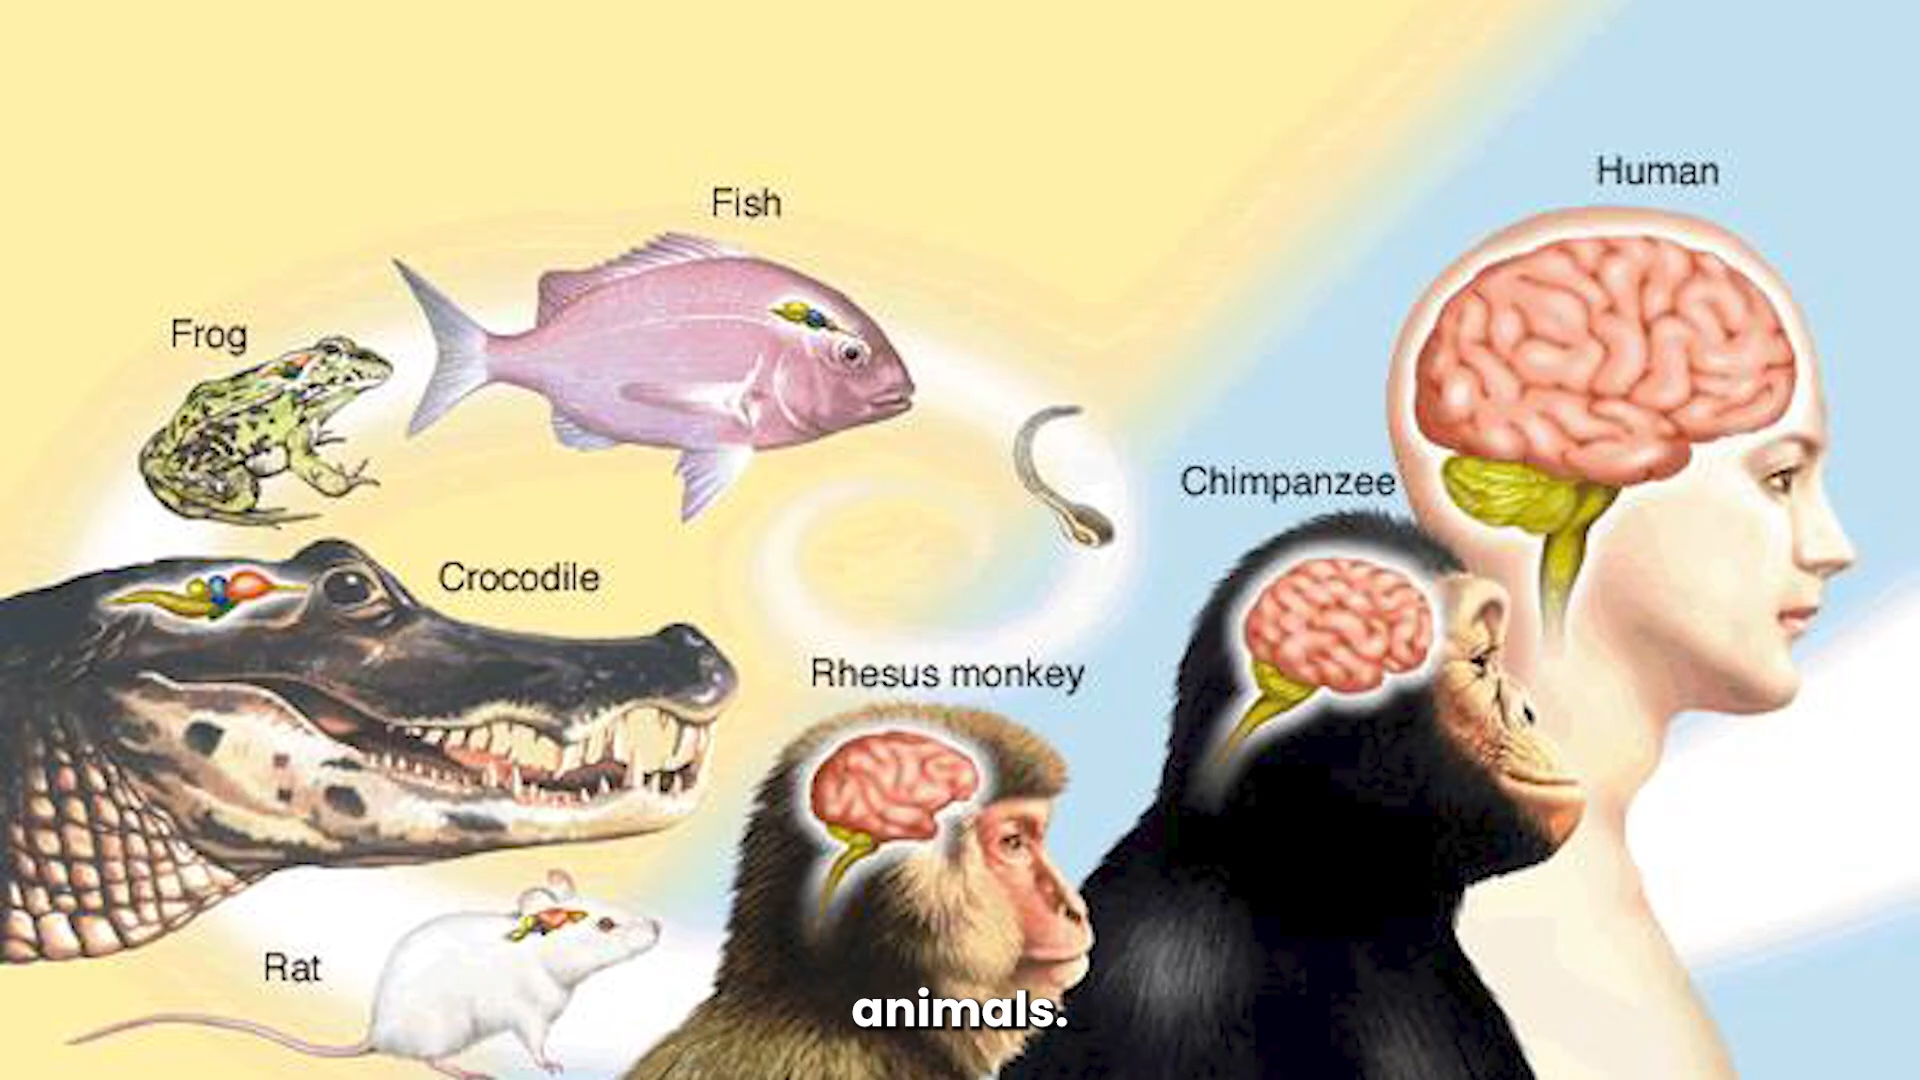 Human
Fish
Frog
Chimpanzee
Crocodile
Rhesus monkey
Rat
animals.